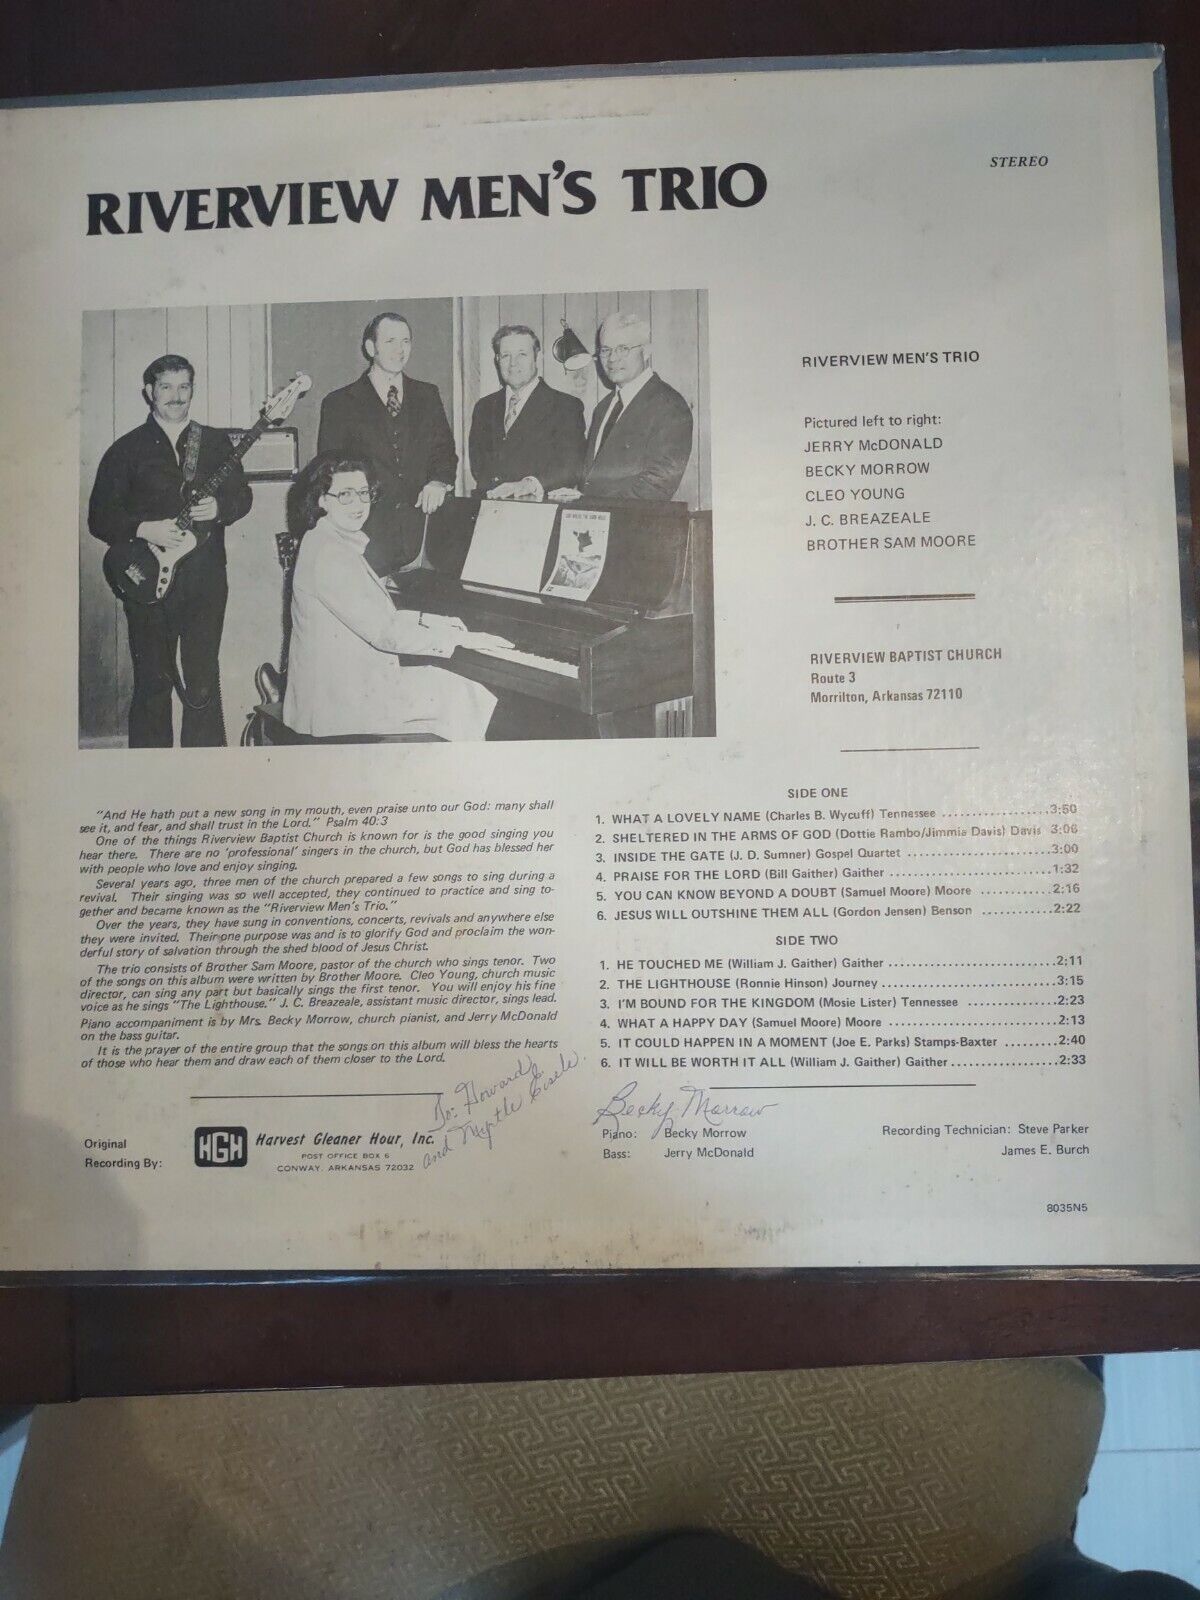 STEREO
RIVERVIEW MEN'S TRIO
RIVERVIEW MEN'S TRIO
Pictured left to right:
JERRY McDONALD
BECKY MORROW
CLEO YOUNG
J. C. BREAZEALE
BROTHER SAM MOORE
RIVERVIEW BAPTIST CHURCH
Route 3
Morrilton, Arkansas 72110
"And He hath put a new song in my mouth, even praise unto our God: many shall
see it, and fear, and shall trust in the Lord." Psalm 40:3
One of the things Riverview Baptist Church is known for is the good singing you
hear there. There are no 'professional' singers in the church, but God has blessed her
with people who love and enjoy singing.
Several years ago, three men of the church prepared a few songs to sing during a
revival. Their singing was so well accepted, they continued to practice and sing to-
gether and became known as the "Riverview Men's Trio."
Over the years, they have sung in conventions, concerts, revivals and anywhere else
they were invited. Their one purpose was and is to glorify God and proclaim the won-
derful story of salvation through the shed blood of Jesus Christ.
The trio consists of Brother Sam Moore, pastor of the church who sings tenor. Two
of the songs on this album were written by Brother Moore. Cleo Young, church music
director, can sing any part but basically sings the first tenor. You will enjoy his fine
voice as he sings "The Lighthouse." J. C. Breazeale, assistant music director, sings lead.
Piano accompaniment is by Mrs. Becky Morrow, church pianist, and Jerry McDonald
on the bass guitar.
It is the prayer of the entire group that the songs on this album will bless the hearts
of those who hear them and draw each of them closer to the Lord.
SIDE ONE
1. WHAT A LOVELY NAME (Charles B. Wycuff) Tennessee ..................3:50
2. SHELTERED IN THE ARMS OF GOD (Dottie Rambo/Jimmia Davis) Davis 3:06
3. INSIDE THE GATE (J. D. Sumner) Gospel Quartet ......................3:00
4. PRAISE FOR THE LORD (Bill Gaither) Gaither ..........................1:32
5. YOU CAN KNOW BEYOND A DOUBT (Samuel Moore) Moore ...........2:16
6. JESUS WILL OUTSHINE THEM ALL (Gordon Jensen) Benson ...........2:22
SIDE TWO
1. HE TOUCHED ME (William J. Gaither) Gaither ..........................2:11
2. THE LIGHTHOUSE (Ronnie Hinson) Journey ............................3:15
3. I'M BOUND FOR THE KINGDOM (Mosie Lister) Tennessee ..............2:23
4. WHAT A HAPPY DAY (Samuel Moore) Moore ..........................2:13
5. IT COULD HAPPEN IN A MOMENT (Joe E. Parks) Stamps-Baxter .........2:40
6. IT WILL BE WORTH IT ALL (William J. Gaither) Gaither .................2:33
To: Howard &
and Myrtle
Becky Morrow
Original
Recording By:
HGH
Harvest Gleaner Hour, Inc.
POST OFFICE BOX 6
CONWAY, ARKANSAS 72032
Piano: Becky Morrow
Bass: Jerry McDonald
Recording Technician: Steve Parker
James E. Burch
8035N5